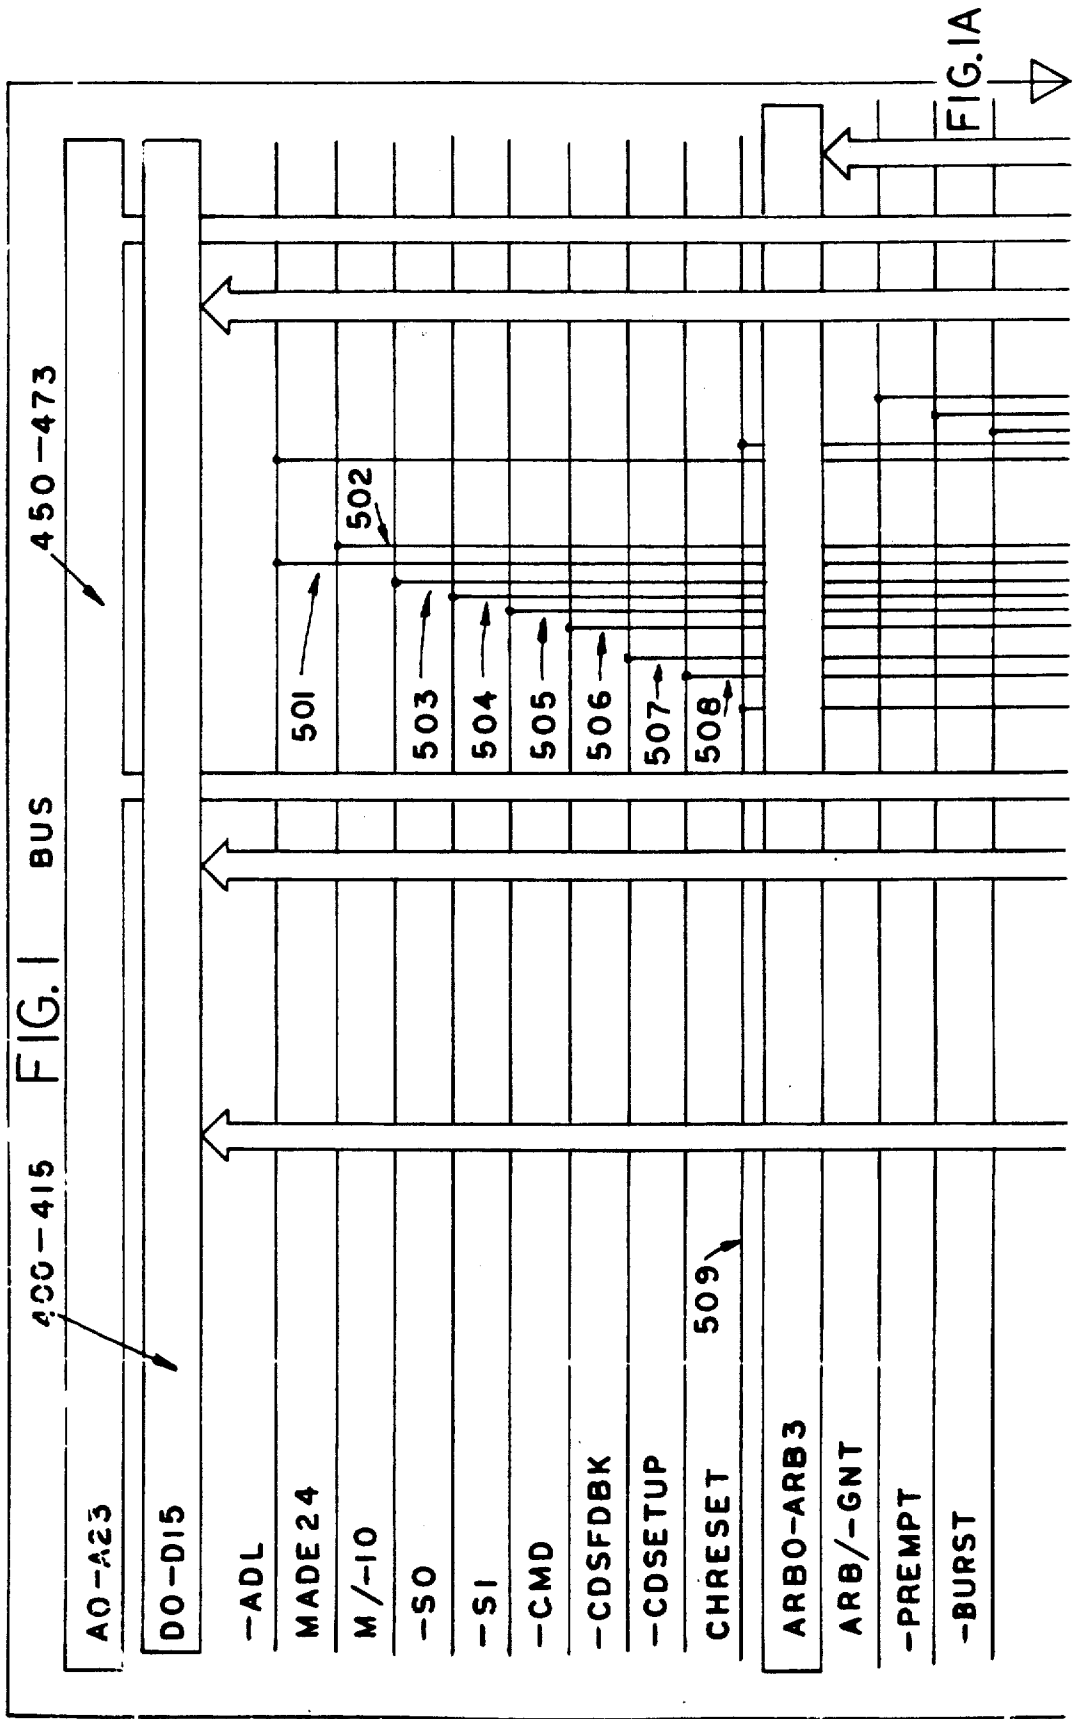 FIG. 1 BUS
400-415
450-473
A0-A23
D0-D15
-ADL
MADE 24
M/-IO
-S0
-S1
-CMD
-CDSFDBK
-CDSETUP
CHRESET
ARB0-ARB3
ARB/-GNT
-PREMPT
-BURST
501
502
503
504
505
506
507
508
509
FIG. 1A